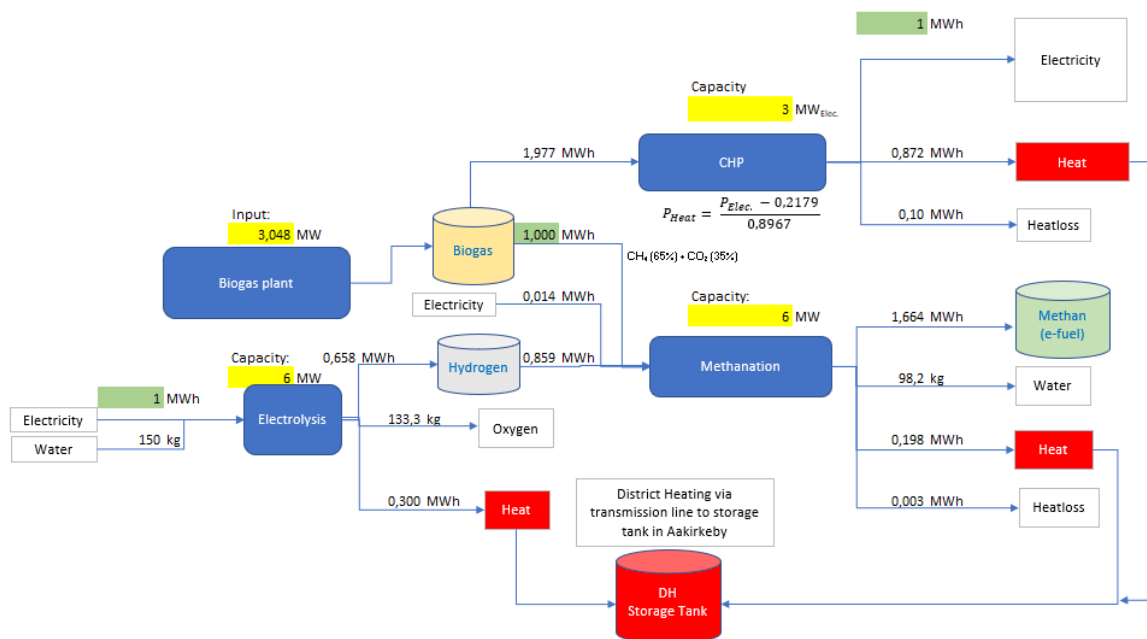 1 MWh
Electricity
Capacity
3 MW Elec.
1,977 MWh
CHP
0,872 MWh
Heat
P_Heat = (P_Elec. − 0,2179) / 0,8967
0,10 MWh
Heatloss
Input:
3,048 MW
Biogas plant
Biogas
1,000 MWh
CH₄ (65%) + CO₂ (35%)
Electricity
0,014 MWh
Capacity:
6 MW
Methanation
1,664 MWh
Methan
(e-fuel)
Capacity:
6 MW
0,658 MWh
Hydrogen
0,859 MWh
98,2 kg
Water
1 MWh
Electricity
Water
150 kg
Electrolysis
133,3 kg
Oxygen
0,198 MWh
Heat
0,300 MWh
Heat
0,003 MWh
Heatloss
District Heating via
transmission line to storage
tank in Aakirkeby
DH
Storage Tank